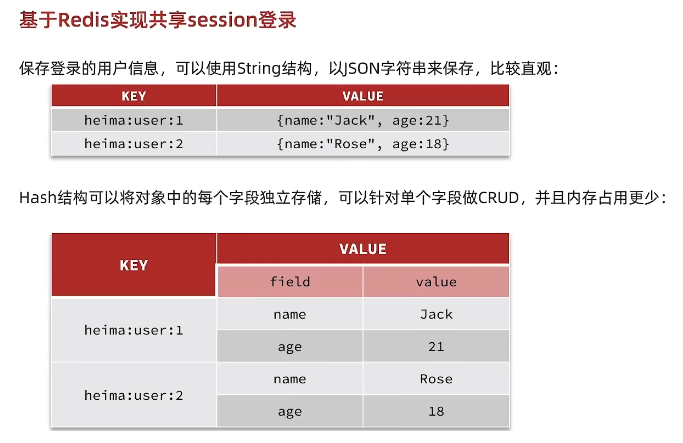 基于Redis实现共享session登录
保存登录的用户信息，可以使用String结构，以JSON字符串来保存，比较直观：
KEY VALUE
heima:user:1 {name:"Jack", age:21}
heima:user:2 {name:"Rose", age:18}
Hash结构可以将对象中的每个字段独立存储，可以针对单个字段做CRUD，并且内存占用更少：
KEY VALUE
field value
heima:user:1 name Jack
age 21
heima:user:2 name Rose
age 18